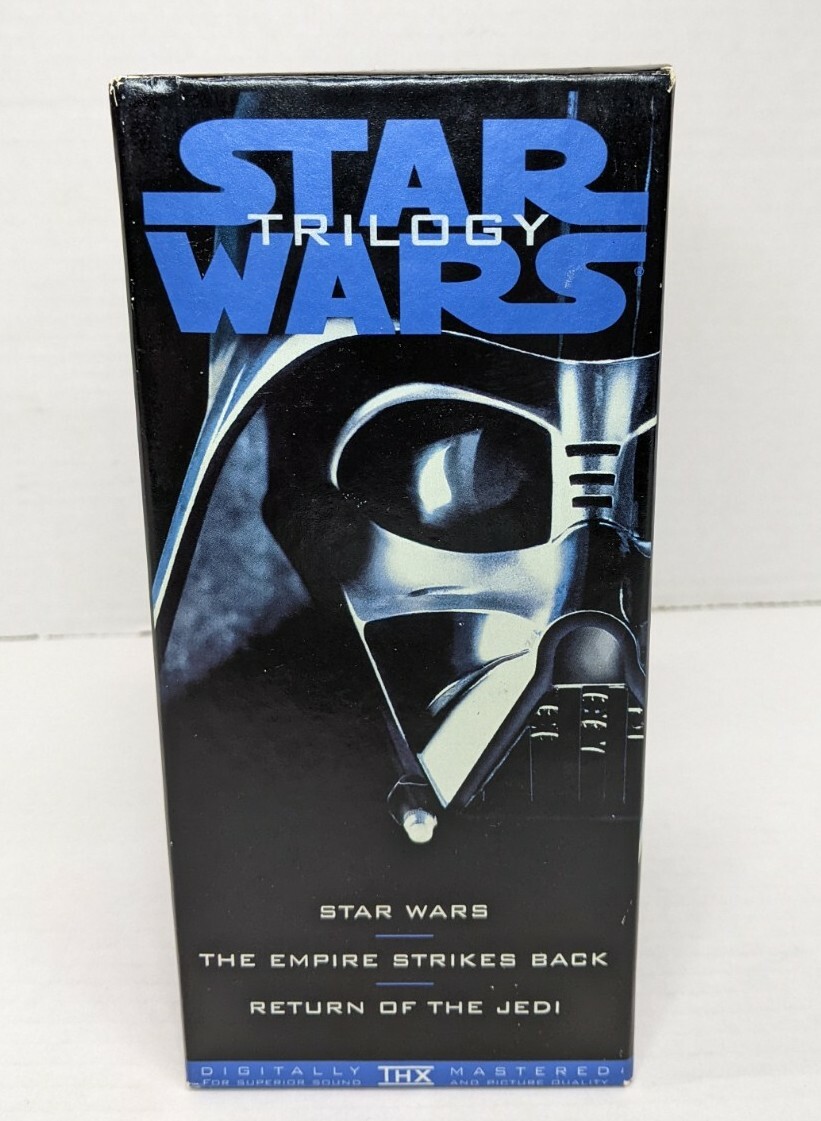 STAR
TRILOGY
WARS®
STAR WARS
THE EMPIRE STRIKES BACK
RETURN OF THE JEDI
DIGITALLY THX MASTERED
FOR SUPERIOR SOUND AND PICTURE QUALITY